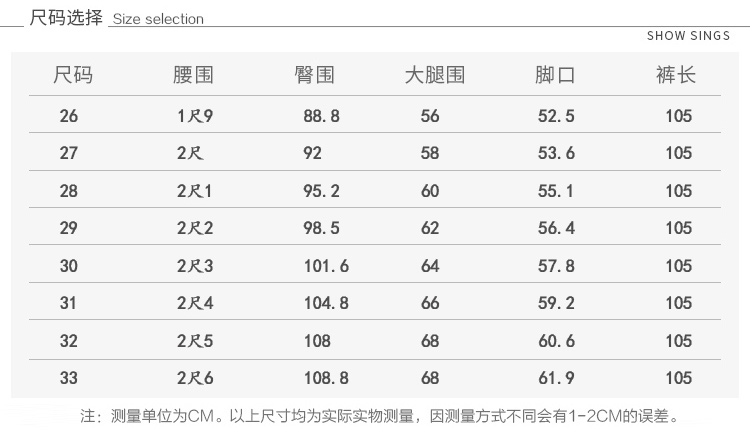 尺码选择 Size selection
SHOW SINGS
尺码 腰围 臀围 大腿围 脚口 裤长
26 1尺9 88.8 56 52.5 105
27 2尺 92 58 53.6 105
28 2尺1 95.2 60 55.1 105
29 2尺2 98.5 62 56.4 105
30 2尺3 101.6 64 57.8 105
31 2尺4 104.8 66 59.2 105
32 2尺5 108 68 60.6 105
33 2尺6 108.8 68 61.9 105
注：测量单位为CM。以上尺寸均为实际实物测量，因测量方式不同会有1-2CM的误差。